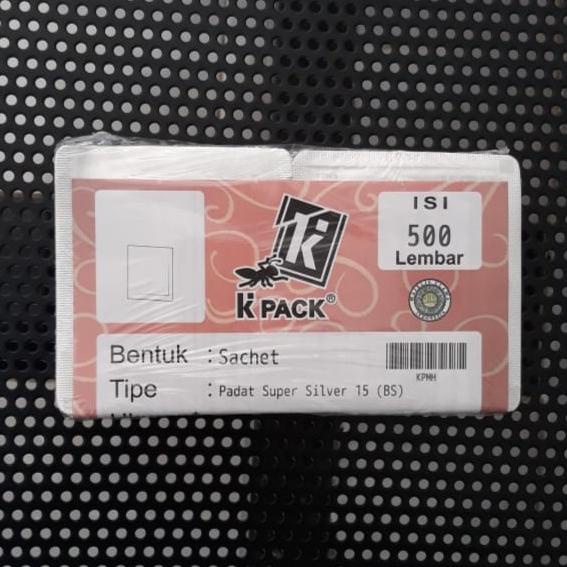 ISI
500
Lembar
k
k PACK®
Bentuk : Sachet
Tipe : Padat Super Silver 15 (BS)
KPMH